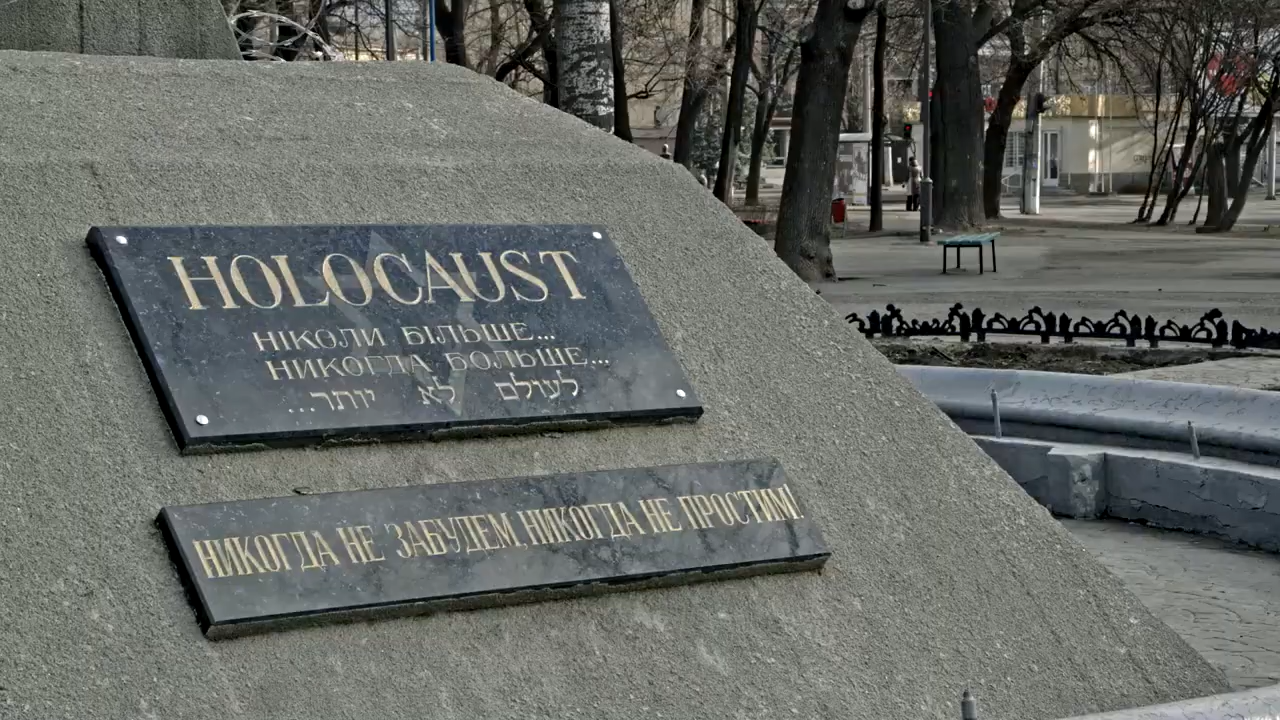 HOLOCAUST
НІКОЛИ БІЛЬШЕ...
НИКОГДА БОЛЬШЕ...
לעולם לא יותר...
НИКОГДА НЕ ЗАБУДЕМ, НИКОГДА НЕ ПРОСТИМ!